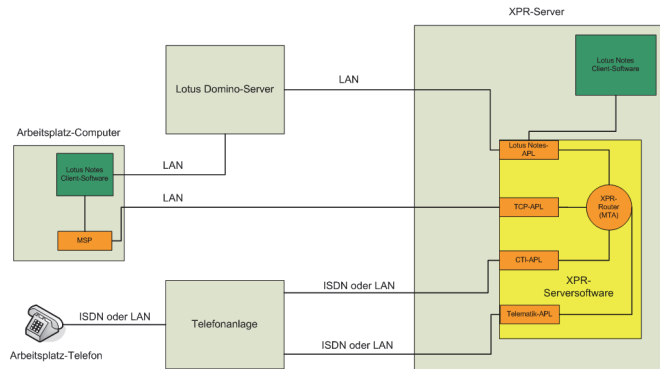 XPR-Server
Lotus Notes
Client-Software
Lotus Domino-Server
LAN
Arbeitsplatz-Computer
Lotus Notes-
APL
LAN
Lotus Notes
Client-Software
LAN
TCP-APL
XPR-
Router
(MTA)
MSP
CTI-APL
XPR-
Serversoftware
ISDN oder LAN
ISDN oder LAN
Telefonanlage
Telematik-APL
ISDN oder LAN
Arbeitsplatz-Telefon